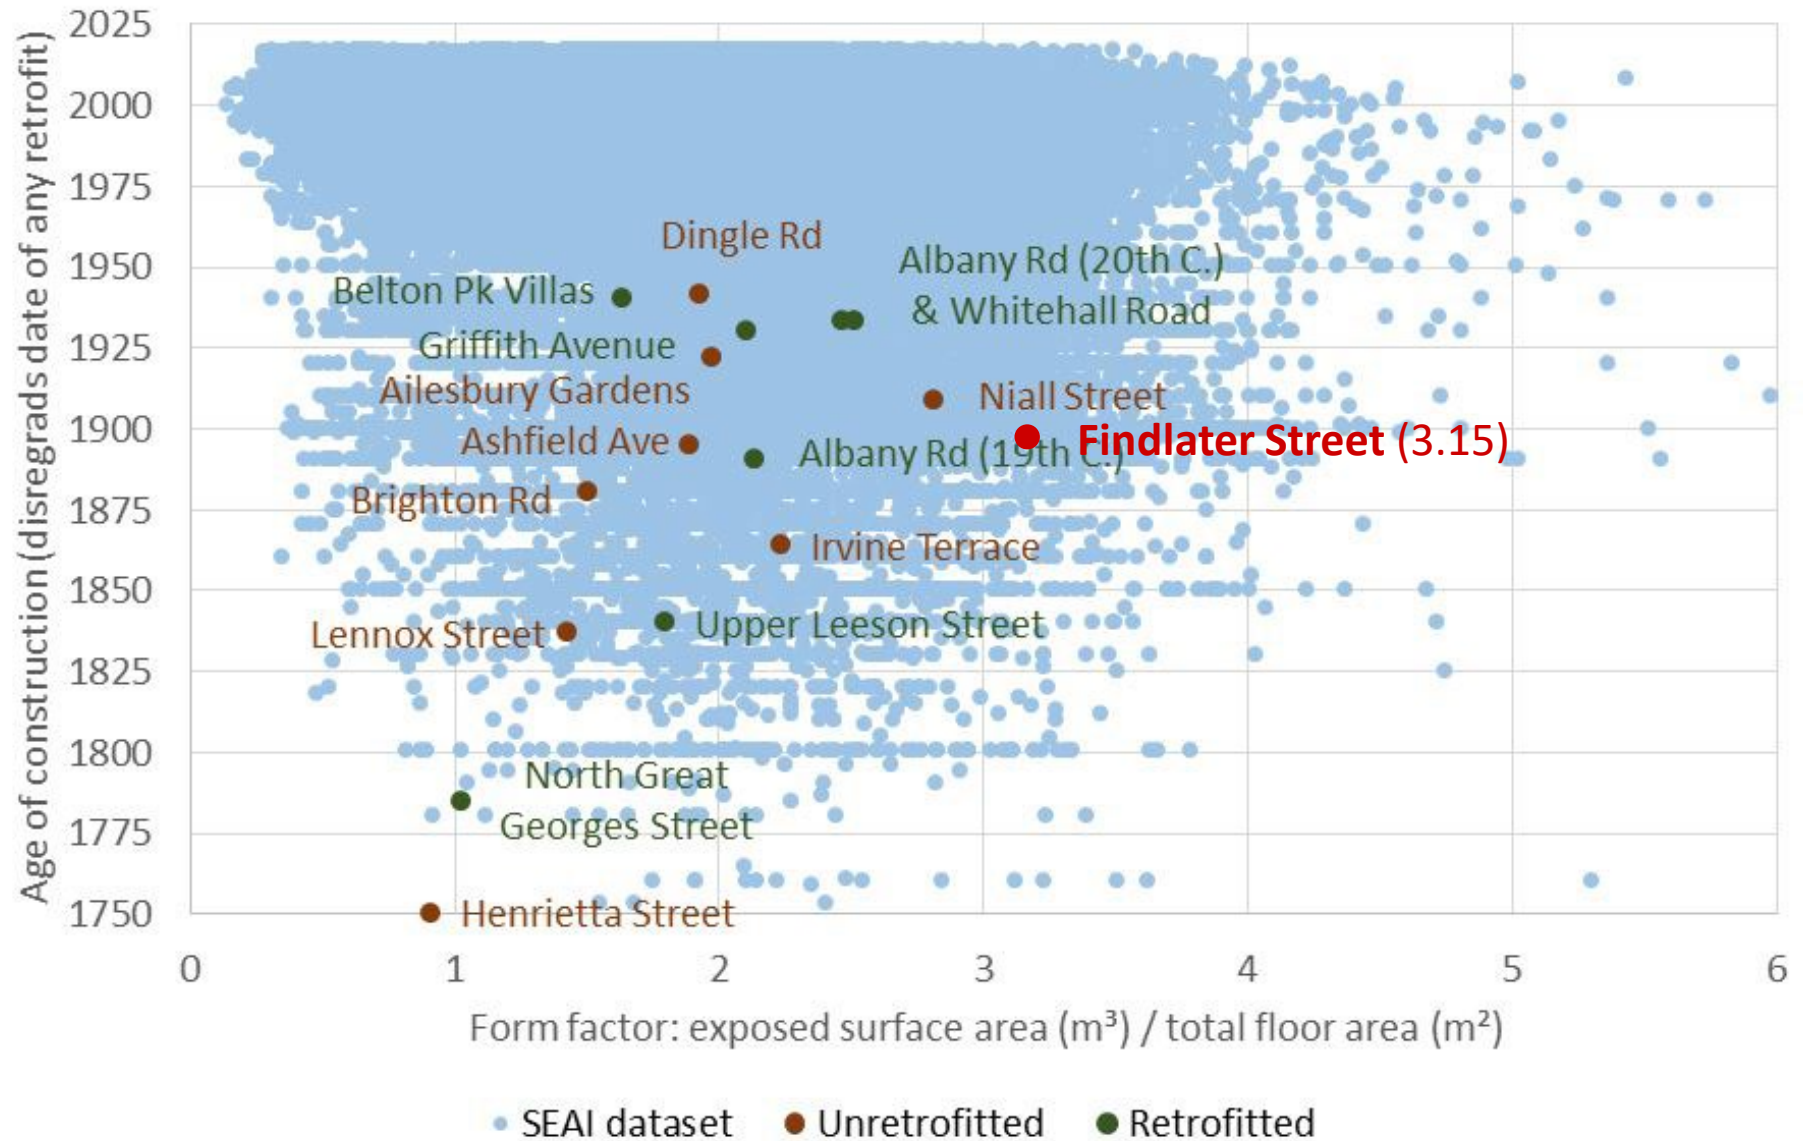 Age of construction (disregrads date of any retrofit)
2025
2000
1975
1950
1925
1900
1875
1850
1825
1800
1775
1750
Dingle Rd
Albany Rd (20th C.)
& Whitehall Road
Belton Pk Villas
Griffith Avenue
Ailesbury Gardens
Niall Street
Ashfield Ave
Albany Rd (19th C.)
Findlater Street (3.15)
Brighton Rd
Irvine Terrace
Lennox Street
Upper Leeson Street
North Great
Georges Street
Henrietta Street
0 1 2 3 4 5 6
Form factor: exposed surface area (m³) / total floor area (m²)
SEAI dataset Unretrofitted Retrofitted